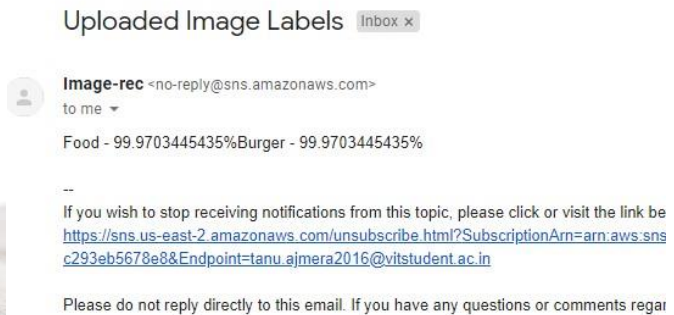 Uploaded Image Labels Inbox x
Image-rec <no-reply@sns.amazonaws.com>
to me
Food - 99.9703445435%Burger - 99.9703445435%
--
If you wish to stop receiving notifications from this topic, please click or visit the link be
https://sns.us-east-2.amazonaws.com/unsubscribe.html?SubscriptionArn=arn:aws:sns
c293eb5678e8&Endpoint=tanu.ajmera2016@vitstudent.ac.in
Please do not reply directly to this email. If you have any questions or comments regar